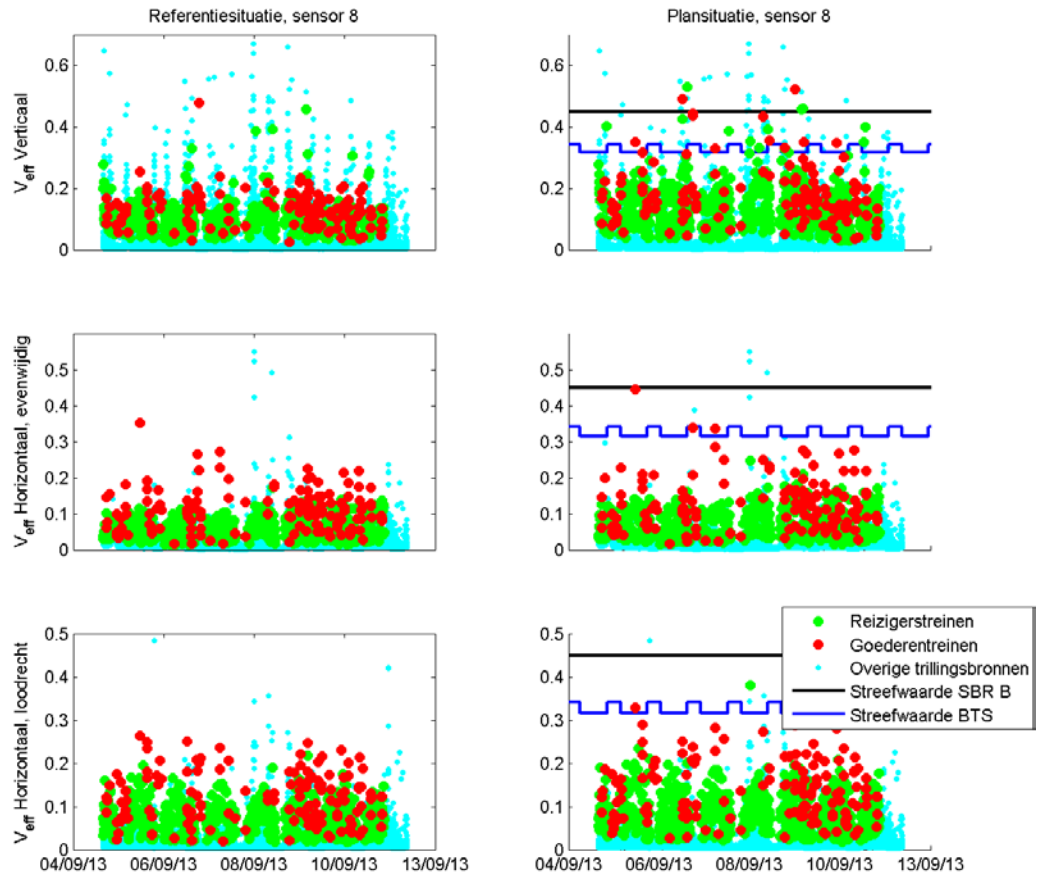 Referentiesituatie, sensor 8
Plansituatie, sensor 8
V_eff Verticaal
0.6
0.4
0.2
0
0.6
0.4
0.2
0
V_eff Horizontaal, evenwijdig
0.5
0.4
0.3
0.2
0.1
0
0.5
0.4
0.3
0.2
0.1
0
V_eff Horizontaal, loodrecht
0.5
0.4
0.3
0.2
0.1
0
04/09/13 06/09/13 08/09/13 10/09/13 13/09/13
0.5
0.4
0.3
0.2
0.1
0
04/09/13 06/09/13 08/09/13 10/09/13 13/09/13
Reizigerstreinen
Goederentreinen
Overige trillingsbronnen
Streefwaarde SBR B
Streefwaarde BTS